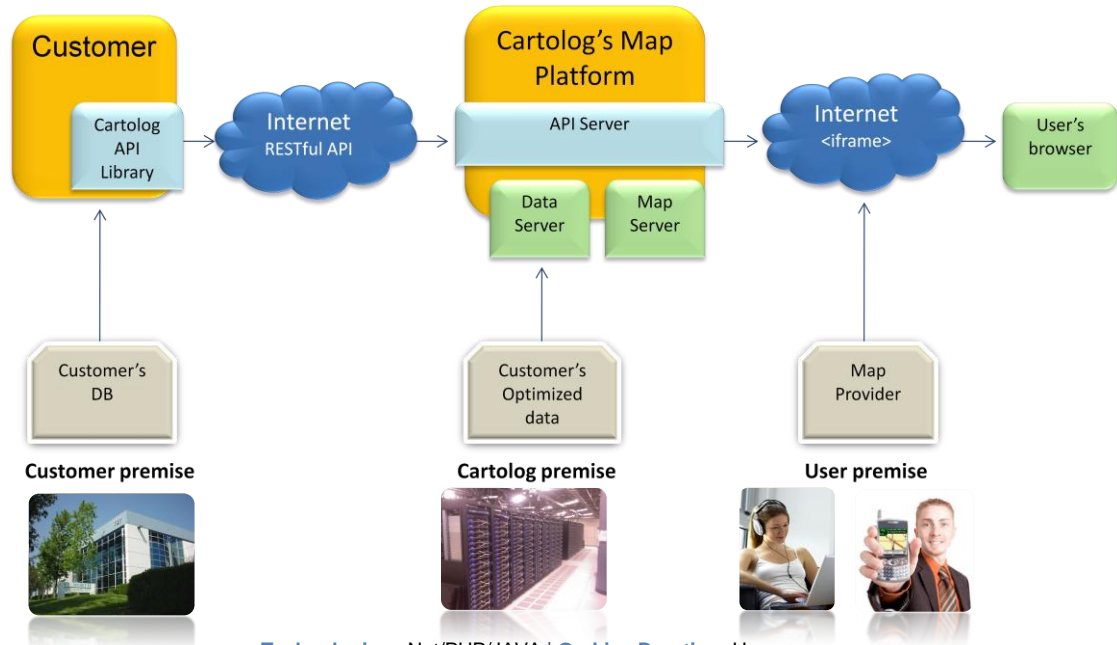 Customer
Cartolog
API
Library
Internet
RESTful API
Cartolog's Map
Platform
API Server
Data
Server
Map
Server
Internet
<iframe>
User's
browser
Customer's
DB
Customer's
Optimized
data
Map
Provider
Customer premise
Cartolog premise
User premise